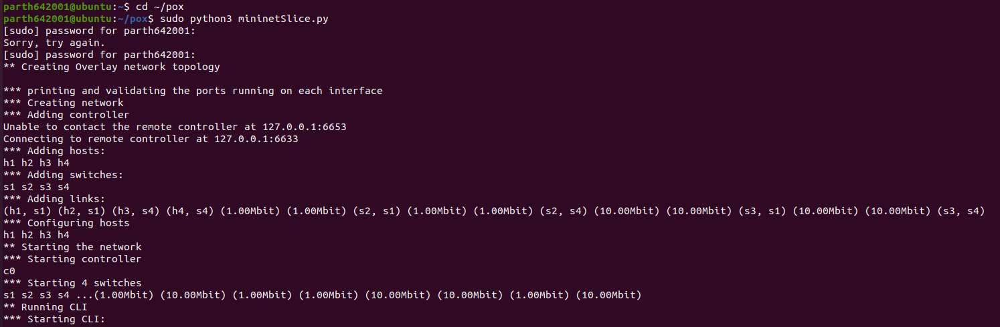 parth642001@ubuntu:~$ cd ~/pox
parth642001@ubuntu:~/pox$ sudo python3 mininetSlice.py
[sudo] password for parth642001:
Sorry, try again.
[sudo] password for parth642001:
** Creating Overlay network topology
*** printing and validating the ports running on each interface
*** Creating network
*** Adding controller
Unable to contact the remote controller at 127.0.0.1:6653
Connecting to remote controller at 127.0.0.1:6633
*** Adding hosts:
h1 h2 h3 h4
*** Adding switches:
s1 s2 s3 s4
*** Adding links:
(h1, s1) (h2, s1) (h3, s4) (h4, s4) (1.00Mbit) (1.00Mbit) (s2, s1) (1.00Mbit) (1.00Mbit) (s2, s4) (10.00Mbit) (10.00Mbit) (s3, s1) (10.00Mbit) (10.00Mbit) (s3, s4)
*** Configuring hosts
h1 h2 h3 h4
** Starting the network
*** Starting controller
c0
*** Starting 4 switches
s1 s2 s3 s4 ...(1.00Mbit) (10.00Mbit) (1.00Mbit) (1.00Mbit) (10.00Mbit) (10.00Mbit) (1.00Mbit) (10.00Mbit)
** Running CLI
*** Starting CLI: